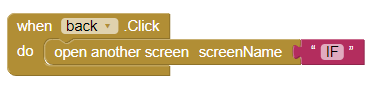 when back .Click
do open another screen screenName " IF "